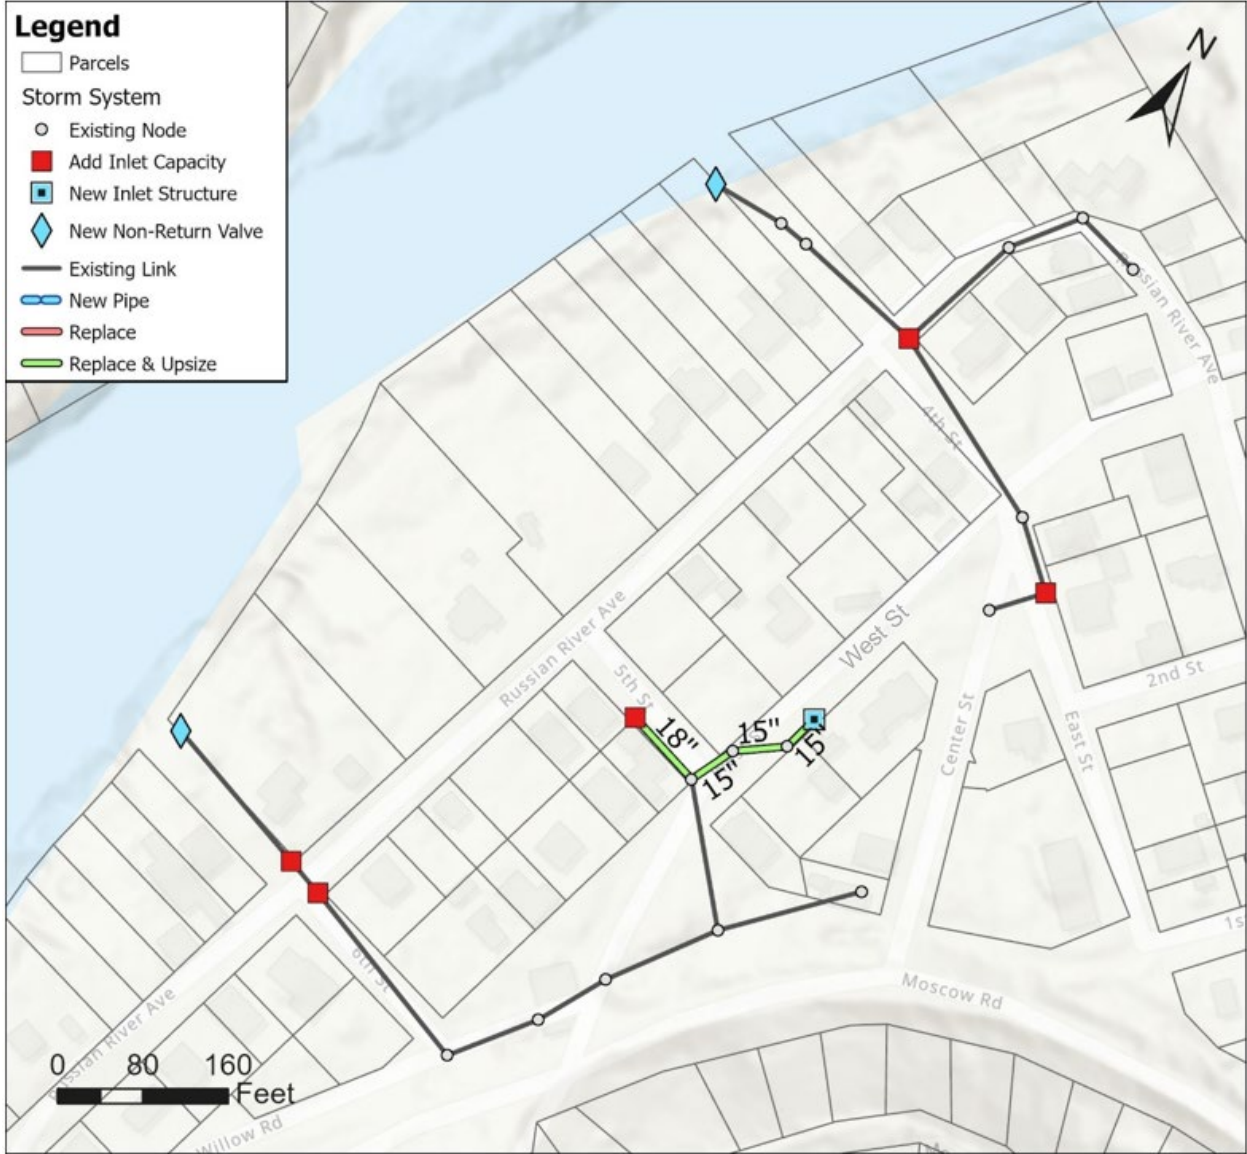 Legend
Parcels
Storm System
Existing Node
Add Inlet Capacity
New Inlet Structure
New Non-Return Valve
Existing Link
New Pipe
Replace
Replace & Upsize
N
Russian River Ave
4th St
Russian River Ave
West St
5th St
2nd St
18"
15"
15"
15"
Center St
East St
1s
6th St
Moscow Rd
Russian River Ave
0 80 160
Feet
Willow Rd